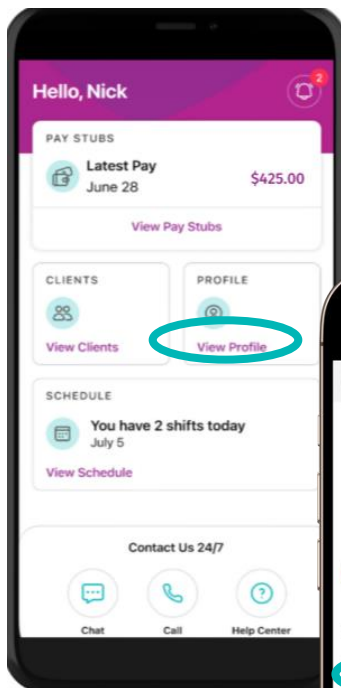 Hello, Nick
2
PAY STUBS
Latest Pay
June 28
$425.00
View Pay Stubs
CLIENTS
View Clients
PROFILE
View Profile
SCHEDULE
You have 2 shifts today
July 5
View Schedule
Contact Us 24/7
Chat
Call
Help Center